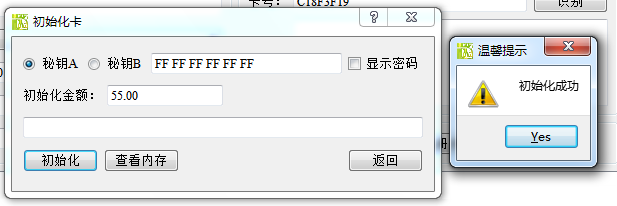 卡号： C18F3F19 识别
初始化卡
秘钥A 秘钥B FF FF FF FF FF FF 显示密码
初始化金额： 55.00
初始化 查看内存 返回
温馨提示
初始化成功
Yes